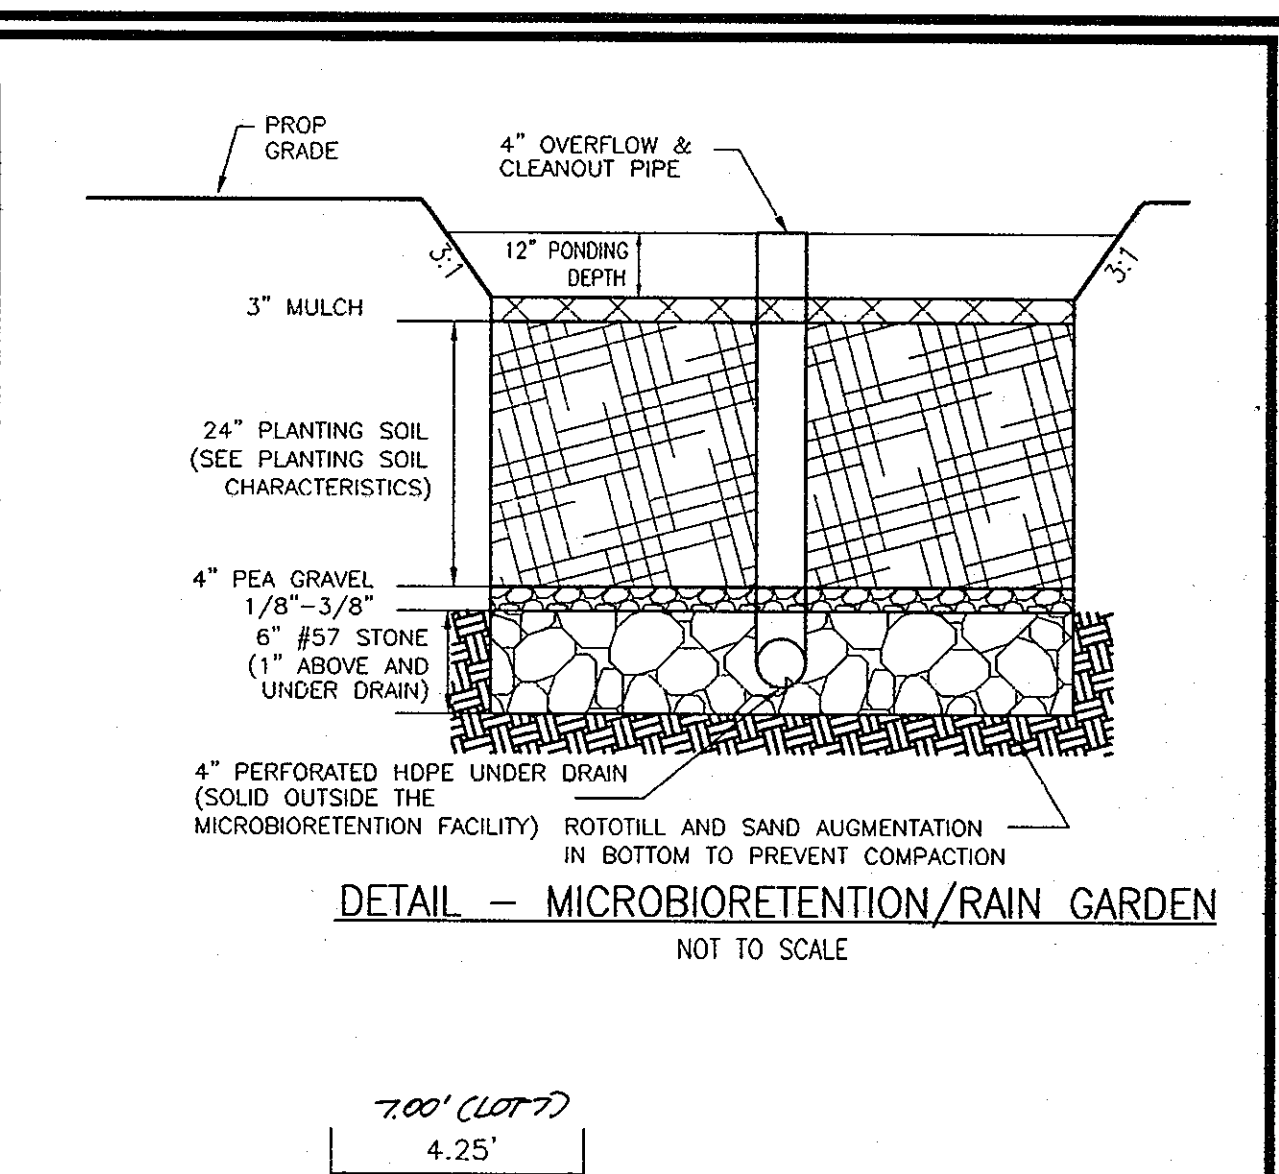 PROP
GRADE
4" OVERFLOW &
CLEANOUT PIPE
3:1
12" PONDING
DEPTH
3:1
3" MULCH
24" PLANTING SOIL
(SEE PLANTING SOIL
CHARACTERISTICS)
4" PEA GRAVEL
1/8"-3/8"
6" #57 STONE
(1" ABOVE AND
UNDER DRAIN)
4" PERFORATED HDPE UNDER DRAIN
(SOLID OUTSIDE THE
MICROBIORETENTION FACILITY)
ROTOTILL AND SAND AUGMENTATION
IN BOTTOM TO PREVENT COMPACTION
DETAIL – MICROBIORETENTION/RAIN GARDEN
NOT TO SCALE
7.00' (LOT 7)
4.25'